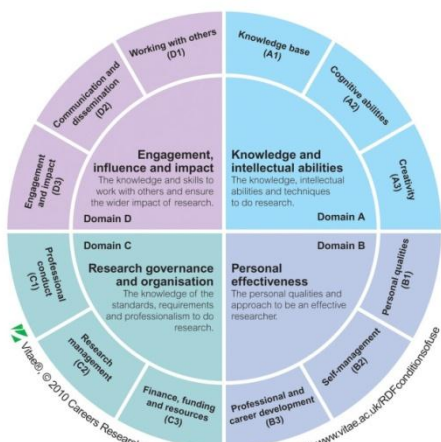 Working with others
(D1)
Communication and
dissemination
(D2)
Engagement
and impact
(D3)
Knowledge base
(A1)
Cognitive abilities
(A2)
Creativity
(A3)
Engagement,
influence and impact
The knowledge and skills to
work with others and ensure
the wider impact of research.
Domain D
Knowledge and
intellectual abilities
The knowledge, intellectual
abilities and techniques
to do research.
Domain A
Domain C
Research governance
and organisation
The knowledge of the
standards, requirements
and professionalism to do
research.
Domain B
Personal
effectiveness
The personal qualities and
approach to be an effective
researcher.
Professional
conduct
(C1)
Research
management
(C2)
Finance, funding
and resources
(C3)
Personal qualities
(B1)
Self-management
(B2)
Professional and
career development
(B3)
Vitae®, © 2010 Careers Resear
www.vitae.ac.uk/RDFconditionsofuse